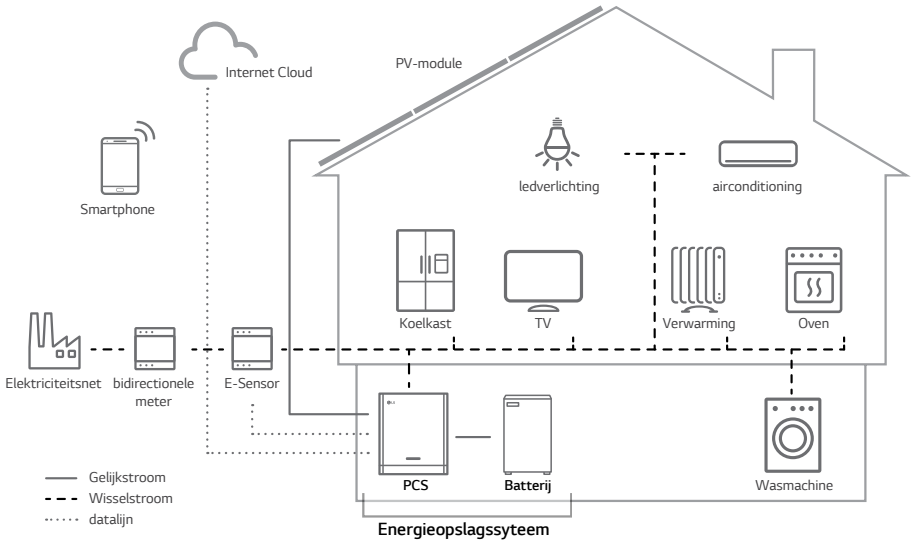 Internet Cloud
PV-module
Smartphone
ledverlichting
airconditioning
Koelkast
TV
Verwarming
Oven
Elektriciteitsnet
bidirectionele
meter
E-Sensor
LG
PCS
Batterij
Wasmachine
Gelijkstroom
Wisselstroom
datalijn
Energieopslagssyteem